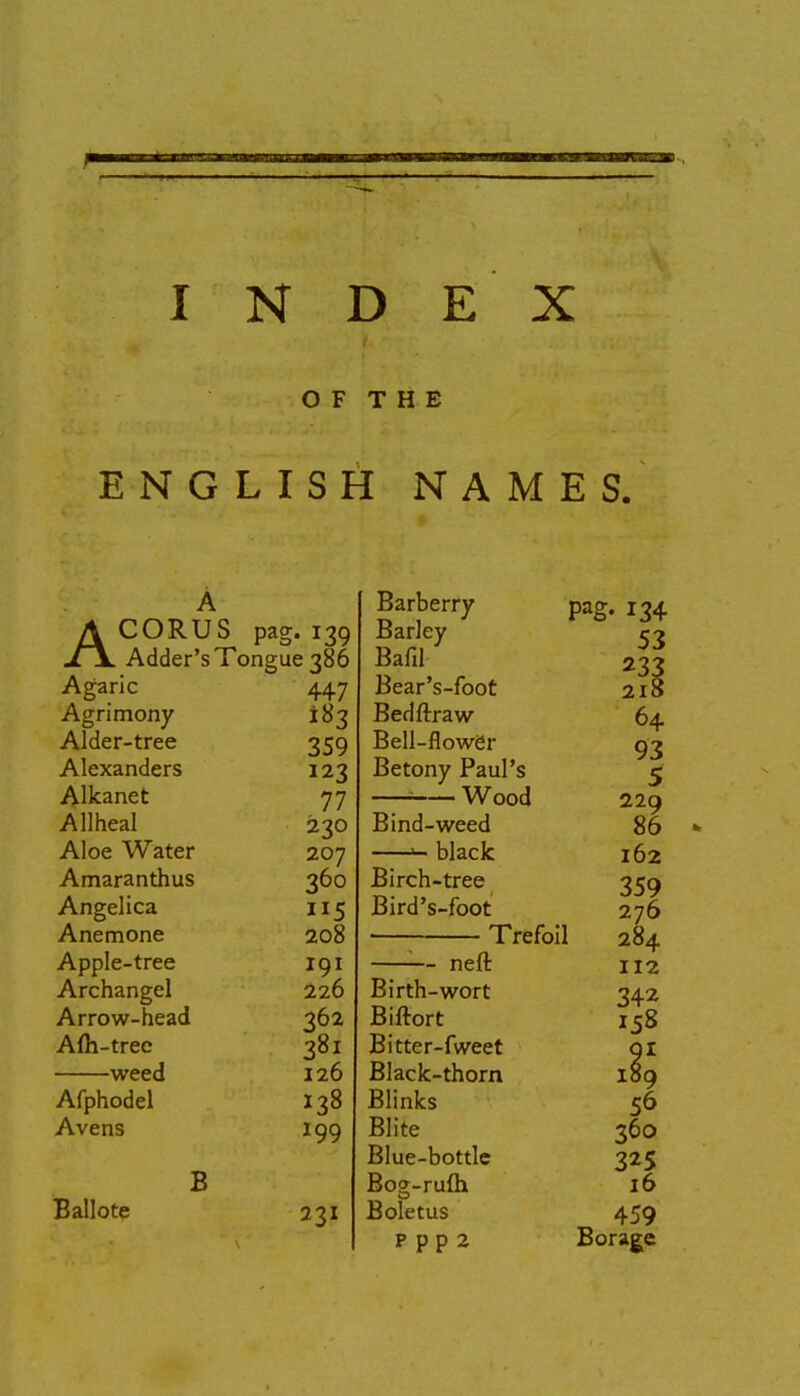 INDEX
OF THE
ENGLISH NAMES.
A
ACORUS pag. 139
Adder's Tongue 386
Agaric 447
Agrimony 183
Alder-tree 359
Alexanders 123
Alkanet 77
Allheal 230
Aloe Water 207
Amaranthus 360
Angelica 115
Anemone 208
Apple-tree 191
Archangel 226
Arrow-head 362
Aſh-tree 381
——weed 126
Aſphodel 138
Avens 199
B
Ballote 231
Barberry pag. 134
Barley 53
Baſil 233
Bear's-foot 218
Bedſtraw 64
Bell-flower 93
Betony Paul's 5
—— Wood 229
Bind-weed 86
—— black 162
Birch-tree 359
Bird's-foot 276
—— Trefoil 284
—— neſt 112
Birth-wort 342
Biſtort 158
Bitter-ſweet 91
Black-thorn 189
Blinks 56
Blite 360
Blue-bottle 325
Bog-ruſh 16
Boletus 459
P p p 2 Borage